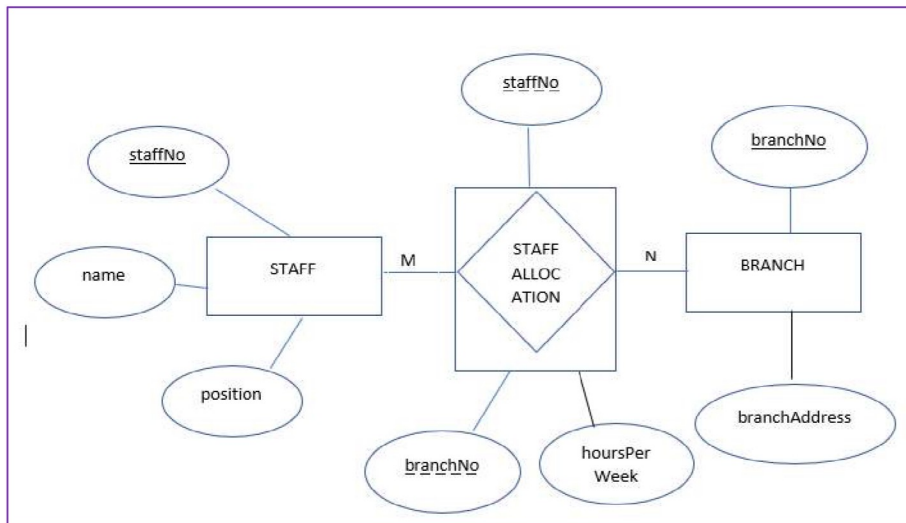 staffNo
branchNo
staffNo
STAFF
M
STAFF
ALLOC
ATION
N
BRANCH
name
position
branchAddress
branchNo
hoursPer
Week